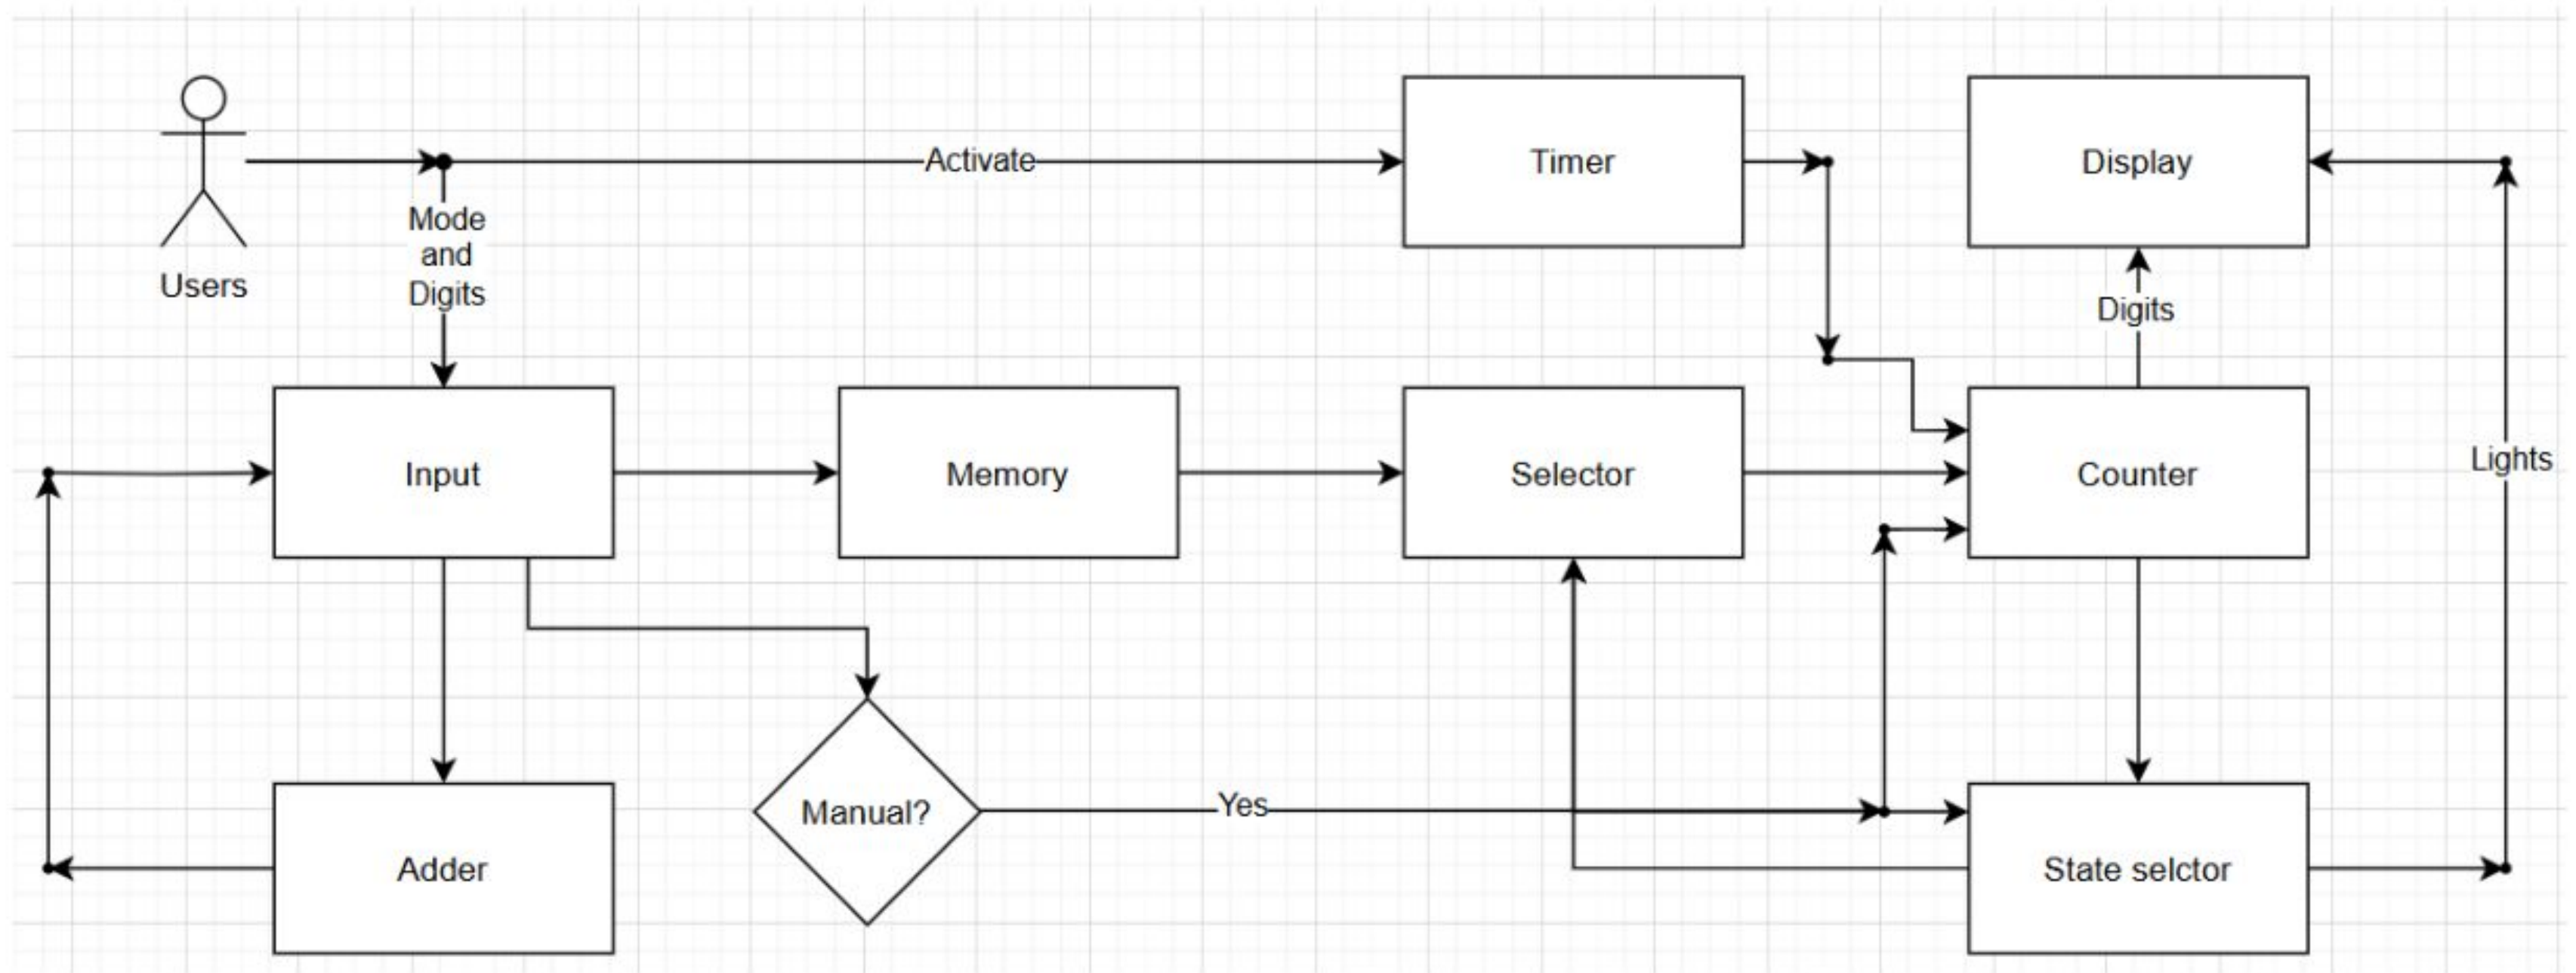 Activate
Timer
Display
Mode
and
Digits
Users
Digits
Input
Memory
Selector
Counter
Lights
Manual?
Yes
Adder
State selctor